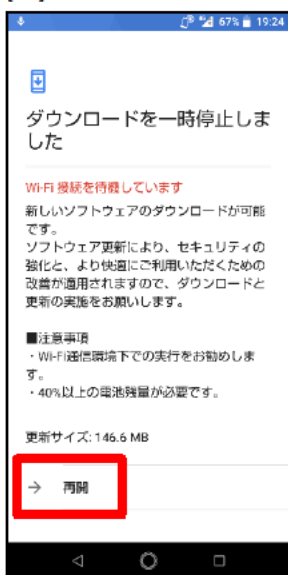 67% 19:24
ダウンロードを一時停止しま
した
Wi-Fi 接続を待機しています
新しいソフトウェアのダウンロードが可能
です。
ソフトウェア更新により、セキュリティの
強化と、より快適にご利用いただくための
改善が適用されますので、ダウンロードと
更新の実施をお願いします。
■注意事項
・Wi-Fi通信環境下での実行をお勧めしま
す。
・40%以上の電池残量が必要です。
更新サイズ: 146.6 MB
→ 再開